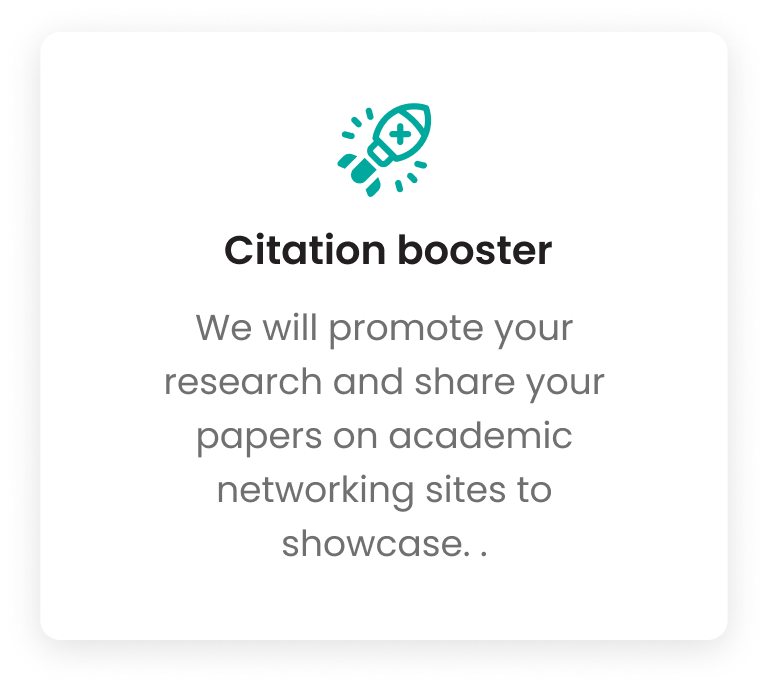 Citation booster
We will promote your
research and share your
papers on academic
networking sites to
showcase. .